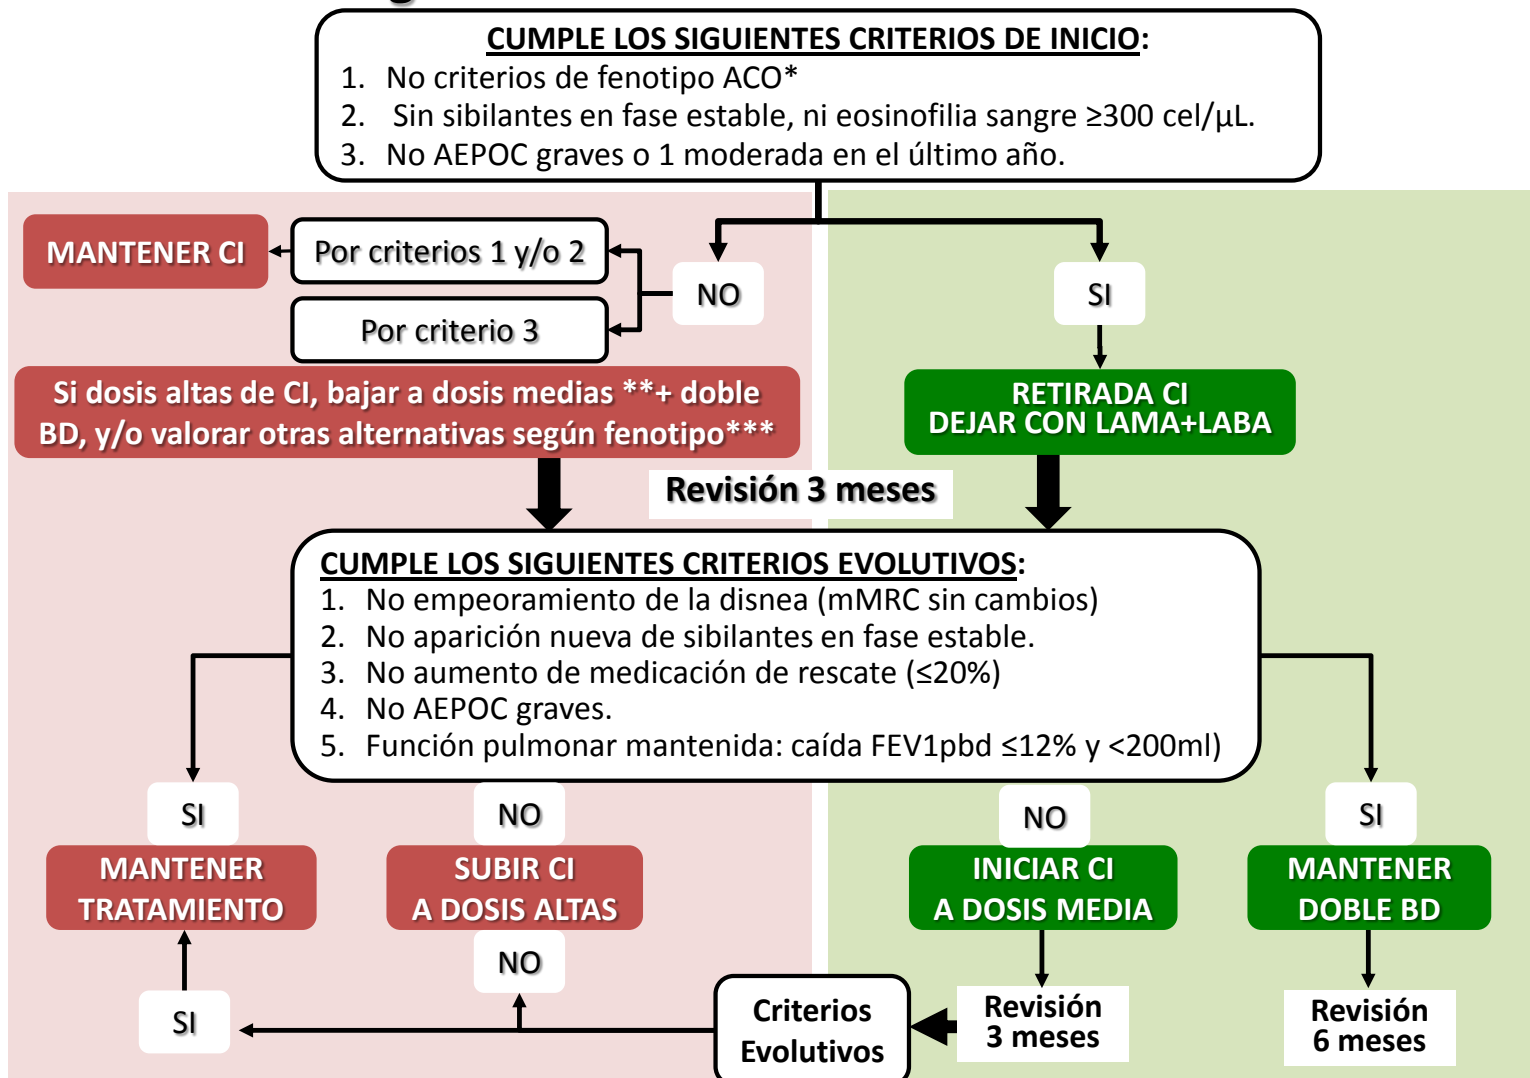 CUMPLE LOS SIGUIENTES CRITERIOS DE INICIO:
1. No criterios de fenotipo ACO*
2. Sin sibilantes en fase estable, ni eosinofilia sangre ≥300 cel/µL.
3. No AEPOC graves o 1 moderada en el último año.
MANTENER CI
Por criterios 1 y/o 2
NO
SI
Por criterio 3
Si dosis altas de CI, bajar a dosis medias **+ doble
BD, y/o valorar otras alternativas según fenotipo***
RETIRADA CI
DEJAR CON LAMA+LABA
Revisión 3 meses
CUMPLE LOS SIGUIENTES CRITERIOS EVOLUTIVOS:
1. No empeoramiento de la disnea (mMRC sin cambios)
2. No aparición nueva de sibilantes en fase estable.
3. No aumento de medicación de rescate (≤20%)
4. No AEPOC graves.
5. Función pulmonar mantenida: caída FEV1pbd ≤12% y <200ml)
SI
NO
NO
SI
MANTENER
TRATAMIENTO
SUBIR CI
A DOSIS ALTAS
INICIAR CI
A DOSIS MEDIA
MANTENER
DOBLE BD
NO
SI
Criterios
Evolutivos
Revisión
3 meses
Revisión
6 meses